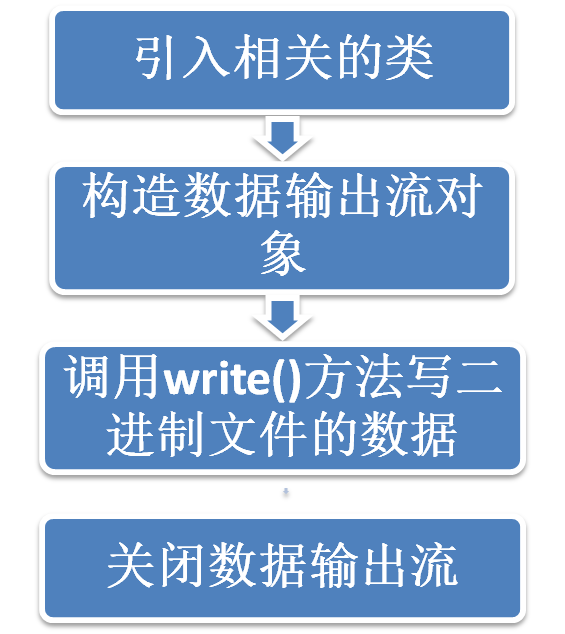 引入相关的类
构造数据输出流对
象
调用write()方法写二
进制文件的数据
关闭数据输出流